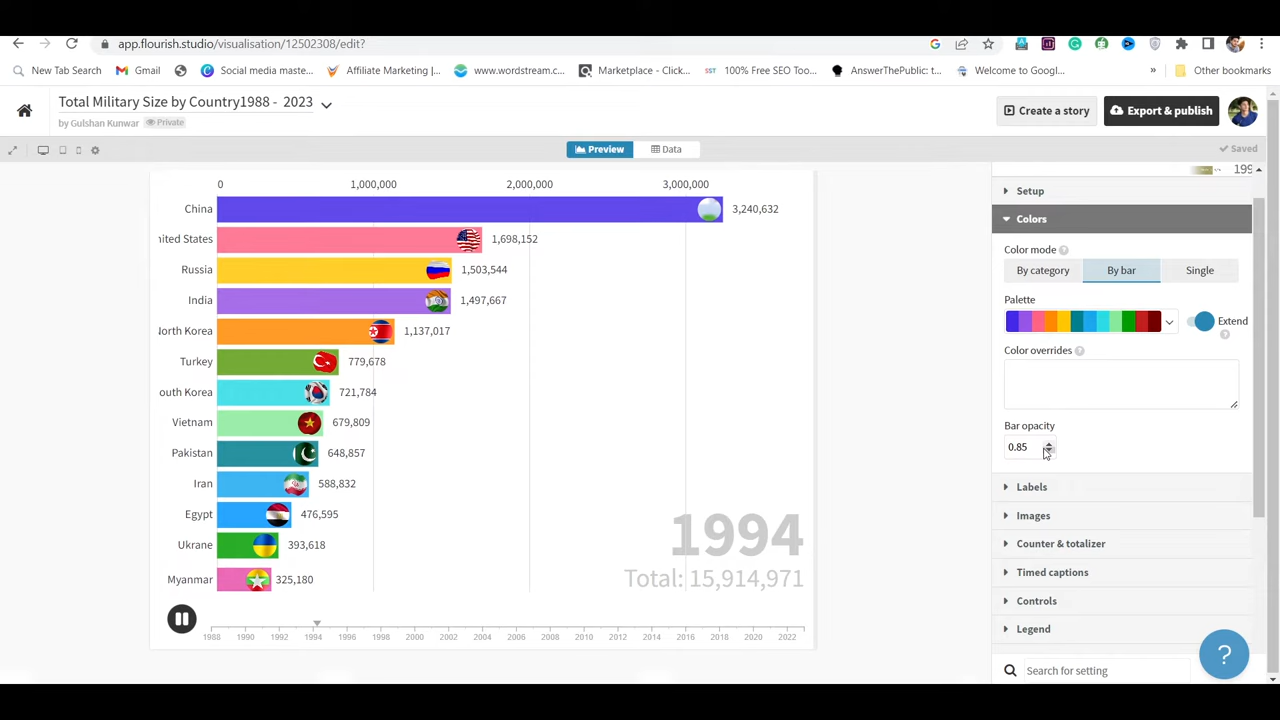 app.flourish.studio/visualisation/12502308/edit?
New Tab Search
Gmail
Social media maste...
Affiliate Marketing |...
www.wordstream.c...
Marketplace - Click...
SST 100% Free SEO Too...
AnswerThePublic: t...
Welcome to Googl...
»
Other bookmarks
Total Military Size by Country1988 - 2023
by Gulshan Kunwar
Private
Create a story
Export & publish
Preview
Data
Saved
0
1,000,000
2,000,000
3,000,000
China 3,240,632
nited States 1,698,152
Russia 1,503,544
India 1,497,667
North Korea 1,137,017
Turkey 779,678
outh Korea 721,784
Vietnam 679,809
Pakistan 648,857
Iran 588,832
Egypt 476,595
Ukrane 393,618
Myanmar 325,180
1994
Total: 15,914,971
1988 1990 1992 1994 1996 1998 2000 2002 2004 2006 2008 2010 2012 2014 2016 2018 2020 2022
199
Setup
Colors
Color mode ?
By category
By bar
Single
Palette
Extend
?
Color overrides ?
Bar opacity
0.85
Labels
Images
Counter & totalizer
Timed captions
Controls
Legend
Search for setting
?